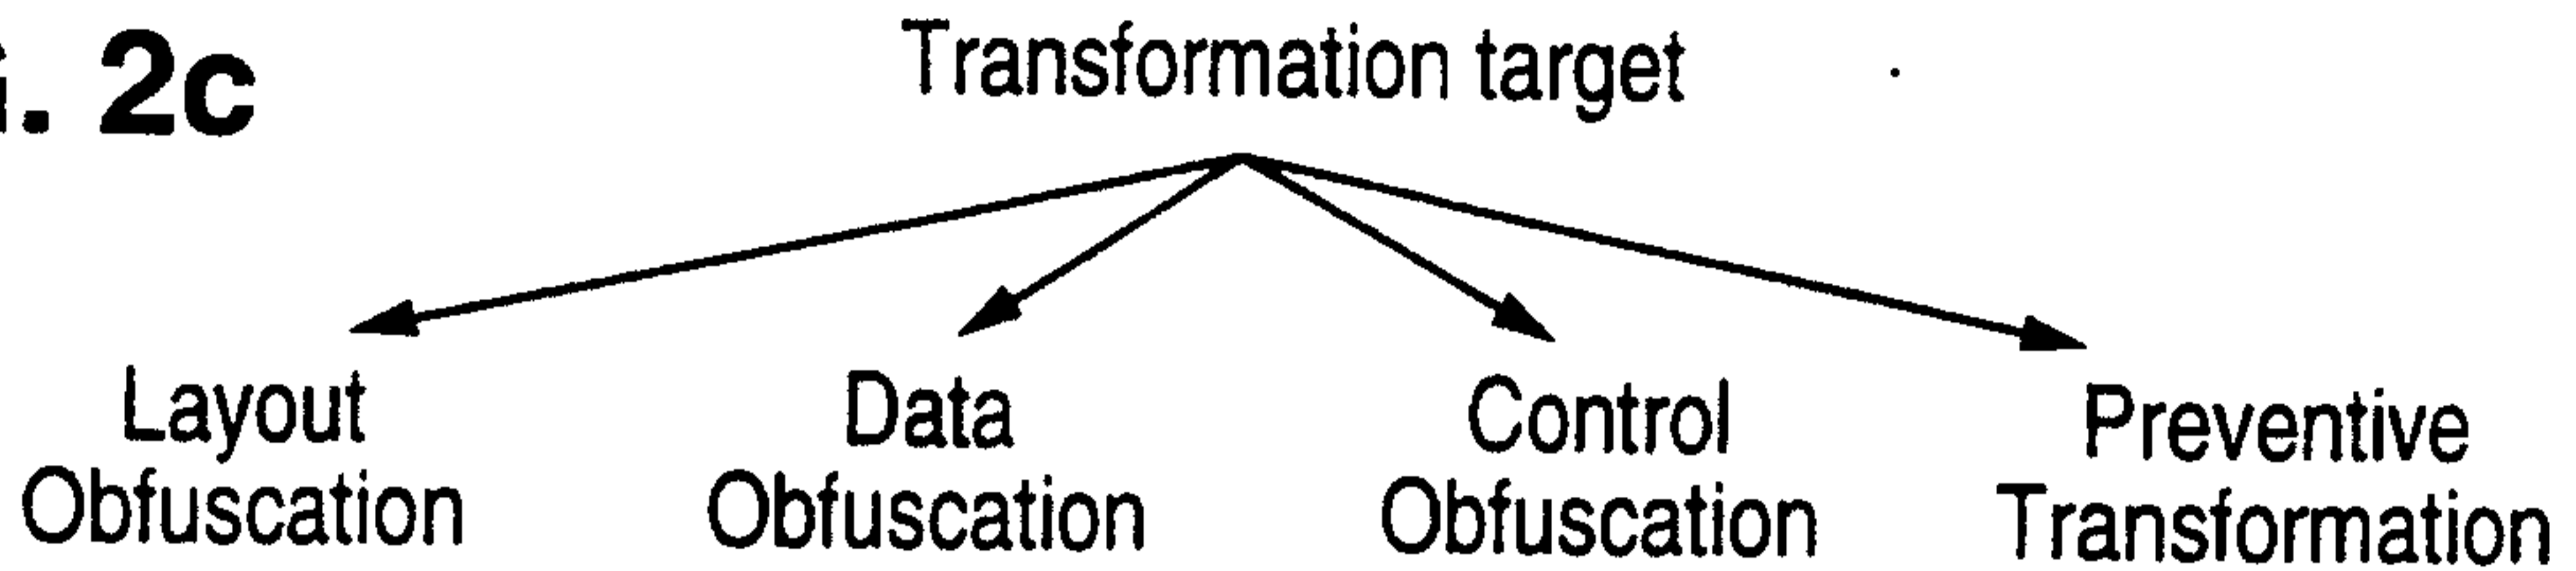 . 2c
Transformation target
Layout
Obfuscation
Data
Obfuscation
Control
Obfuscation
Preventive
Transformation